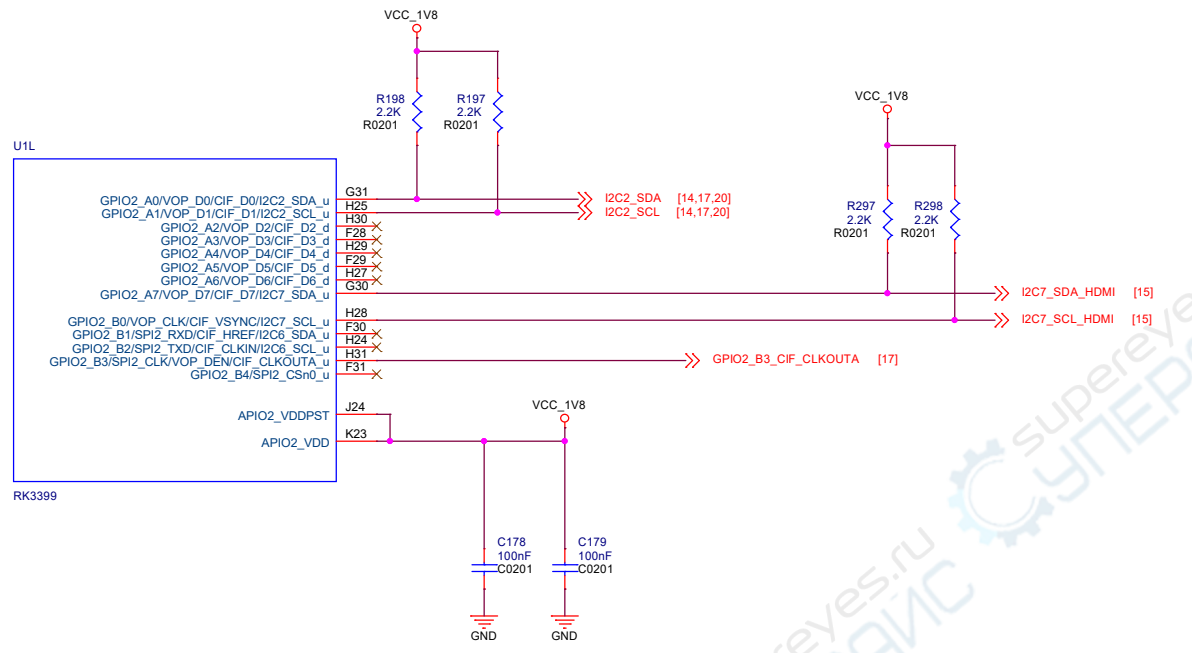 VCC_1V8
R198
2.2K
R0201
R197
2.2K
R0201
VCC_1V8
R297
2.2K
R0201
R298
2.2K
R0201
U1L
GPIO2_A0/VOP_D0/CIF_D0/I2C2_SDA_u G31 I2C2_SDA [14,17,20]
GPIO2_A1/VOP_D1/CIF_D1/I2C2_SCL_u H25 I2C2_SCL [14,17,20]
GPIO2_A2/VOP_D2/CIF_D2_d H30
GPIO2_A3/VOP_D3/CIF_D3_d F28
GPIO2_A4/VOP_D4/CIF_D4_d H29
GPIO2_A5/VOP_D5/CIF_D5_d F29
GPIO2_A6/VOP_D6/CIF_D6_d H27
GPIO2_A7/VOP_D7/CIF_D7/I2C7_SDA_u G30 I2C7_SDA_HDMI [15]
GPIO2_B0/VOP_CLK/CIF_VSYNC/I2C7_SCL_u H28 I2C7_SCL_HDMI [15]
GPIO2_B1/SPI2_RXD/CIF_HREF/I2C6_SDA_u F30
GPIO2_B2/SPI2_TXD/CIF_CLKIN/I2C6_SCL_u H24
GPIO2_B3/SPI2_CLK/VOP_DEN/CIF_CLKOUTA_u H31 GPIO2_B3_CIF_CLKOUTA [17]
GPIO2_B4/SPI2_CSn0_u F31
APIO2_VDDPST J24
APIO2_VDD K23
VCC_1V8
RK3399
C178
100nF
C0201
C179
100nF
C0201
GND
GND